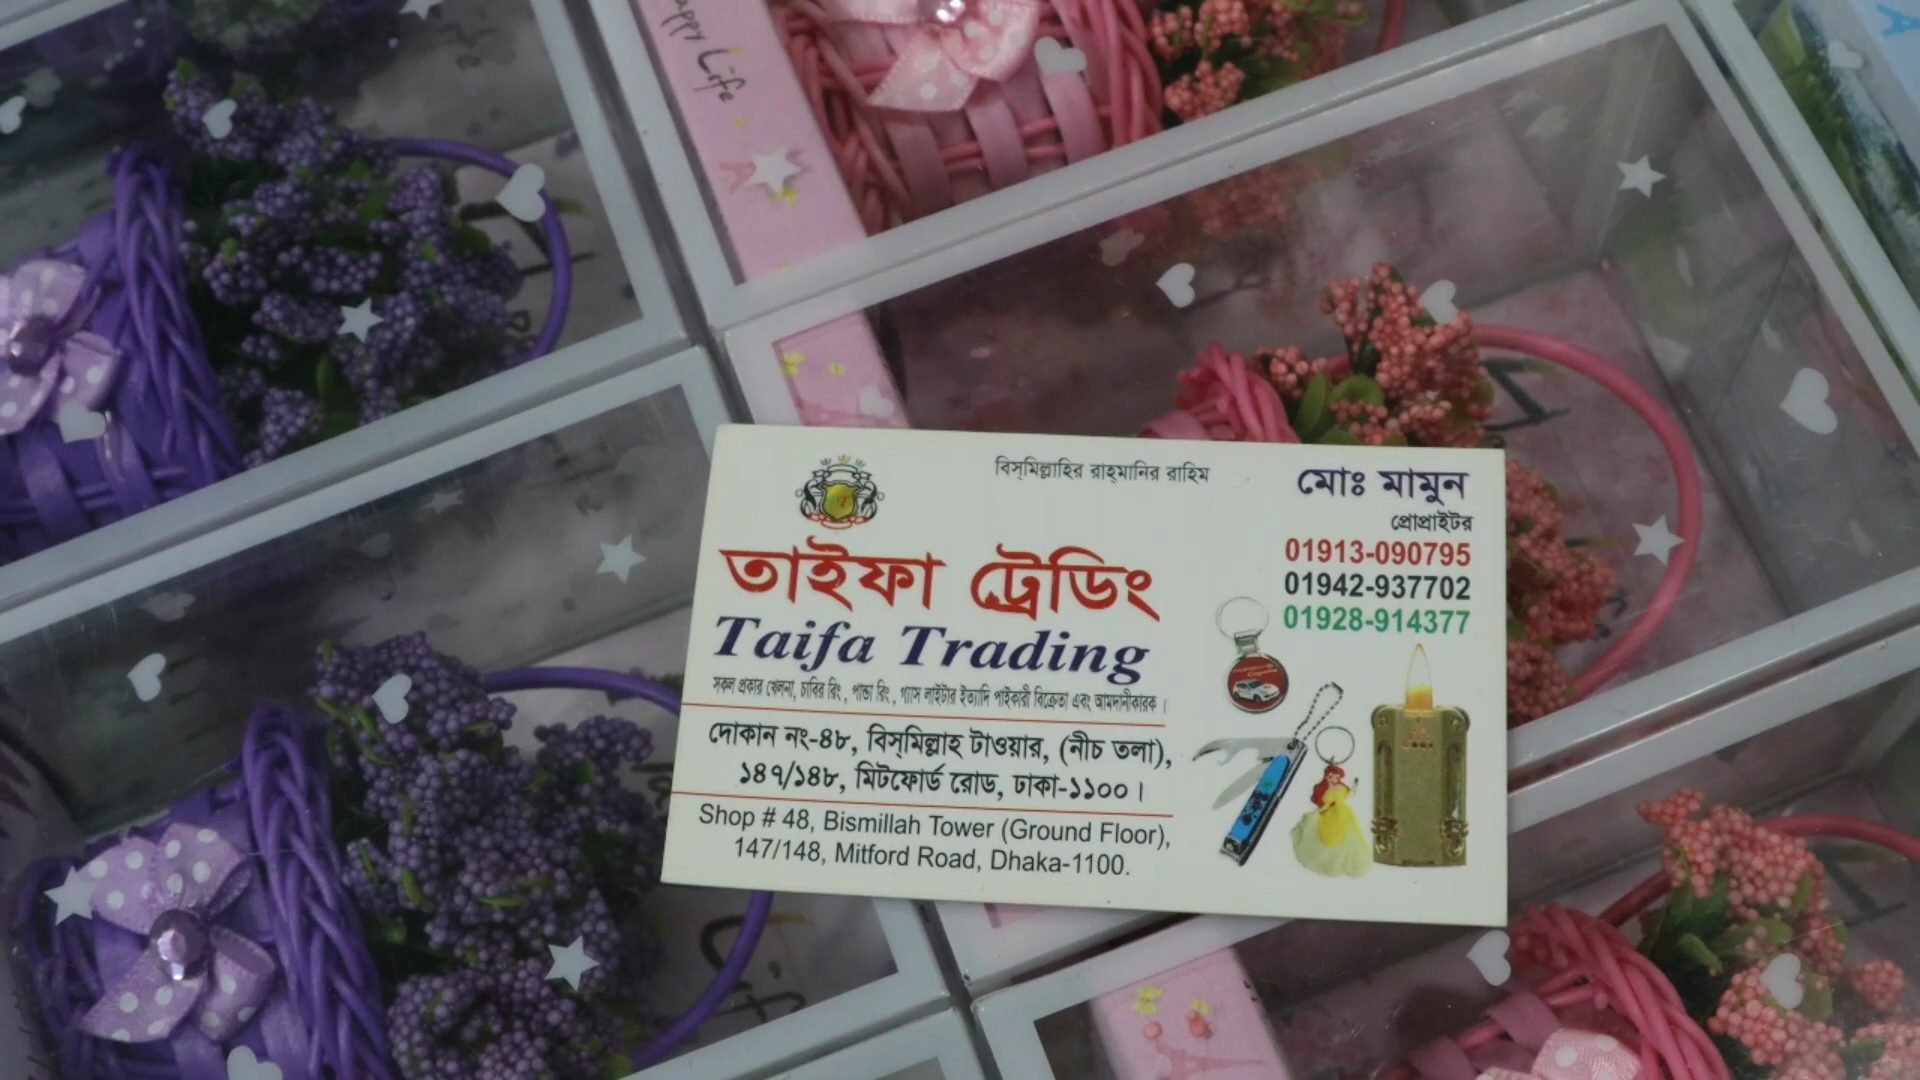 Happy Life
বিস্‌মিল্লাহির রাহ্‌মানির রাহিম
মোঃ মামুন
প্রোপ্রাইটর
01913-090795
01942-937702
01928-914377
তাইফা ট্রেডিং
Taifa Trading
সকল প্রকার খেলনা, চাবির রিং, পান্ডা রিং, গ্যাস লাইটার ইত্যাদি পাইকারী বিক্রেতা এবং আমদানীকারক।
দোকান নং-৪৮, বিস্‌মিল্লাহ টাওয়ার, (নীচ তলা),
১৪৭/১৪৮, মিটফোর্ড রোড, ঢাকা-১১০০।
Shop # 48, Bismillah Tower (Ground Floor),
147/148, Mitford Road, Dhaka-1100.